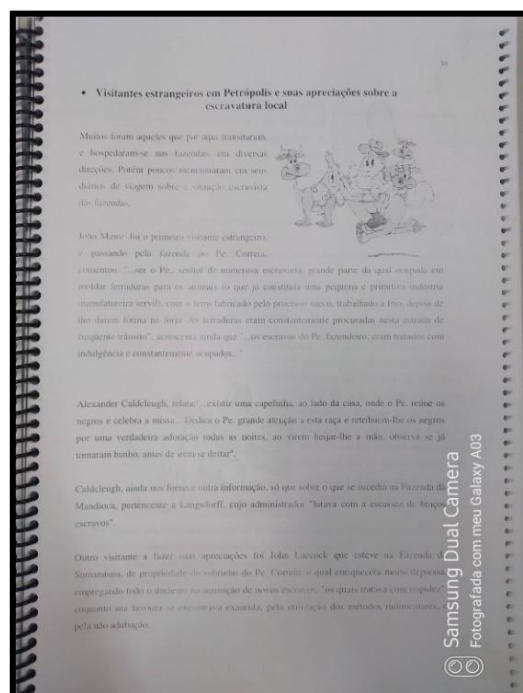 • Visitantes estrangeiros em Petrópolis e suas apreciações sobre a
escravatura local
Muitos foram aqueles que por aqui transitaram,
e hospedaram-se nas fazendas, em diversas
direções. Porém poucos mencionaram em seus
diários de viagem sobre a situação escravista
das fazendas.
John Mawe foi o primeiro visitante estrangeiro,
e passando pela fazenda do Pe. Correia,
comentou: "...ser o Pe. senhor de numerosa escravaria, grande parte da qual ocupada em
moldar ferraduras para os animais (o que já constituía uma pequena e primitiva indústria
manufatureira servil), com o ferro fabricado pelo processo sueco, trabalhado a frio, depois de
lhe darem forma na forja. As ferraduras eram constantemente procuradas nesta estrada de
freqüente trânsito", acrescenta ainda que "...os escravos do Pe. fazendeiro, eram tratados com
indulgência e constantemente ocupados..."
Alexander Caldcleugh, relata:"...existir uma capelinha, ao lado da casa, onde o Pe. reúne os
negros e celebra a missa... Dedica o Pe. grande atenção a esta raça e retribuem-lhe os negros
por uma verdadeira adoração todas as noites, ao virem beijar-lhe a mão, observa se já
tomaram banho, antes de irem se deitar".
Caldcleugh, ainda nos fornece outra informação, só que sobre o que se sucedia na Fazenda da
Mandioca, pertencente a Langsdorff, cujo administrador "lutava com a escassez de braços
escravos".
Outro visitante a fazer suas apreciações foi John Luccock que esteve na Fazenda
Samambaia, de propriedade do sobrinho do Pe. Correia, o qual enriquecera muito depressa,
empregando todo o dinheiro na aquisição de novos escravos, "os quais tratava com rispidez"
enquanto sua lavoura se encontrava exaurida, pela utilização dos métodos rudimentares,
pela não adubação.
Samsung Dual Camera
Fotografada com meu Galaxy A03